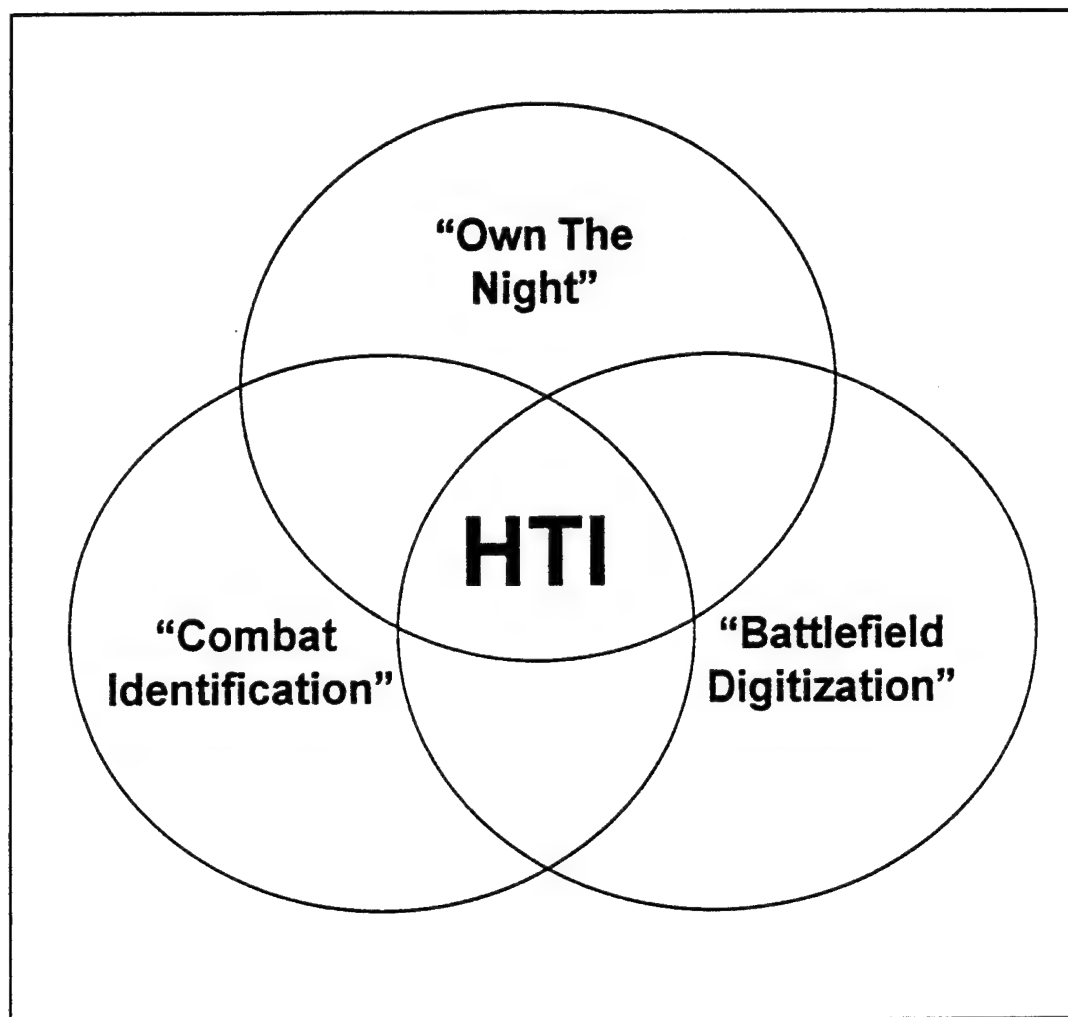 “Own The
Night”
HTI
“Combat
Identification”
“Battlefield
Digitization”